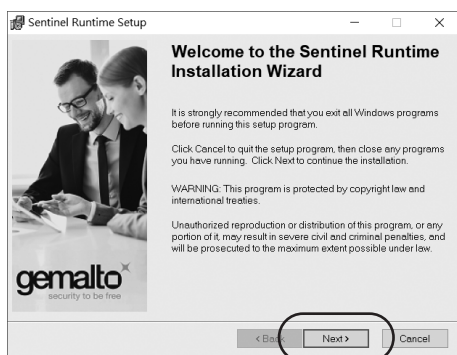 Sentinel Runtime Setup
Welcome to the Sentinel Runtime
Installation Wizard
It is strongly recommended that you exit all Windows programs
before running this setup program.
Click Cancel to quit the setup program, then close any programs
you have running. Click Next to continue the installation.
WARNING: This program is protected by copyright law and
international treaties.
Unauthorized reproduction or distribution of this program, or any
portion of it, may result in severe civil and criminal penalties, and
will be prosecuted to the maximum extent possible under law.
gemalto
security to be free
< Back Next > Cancel